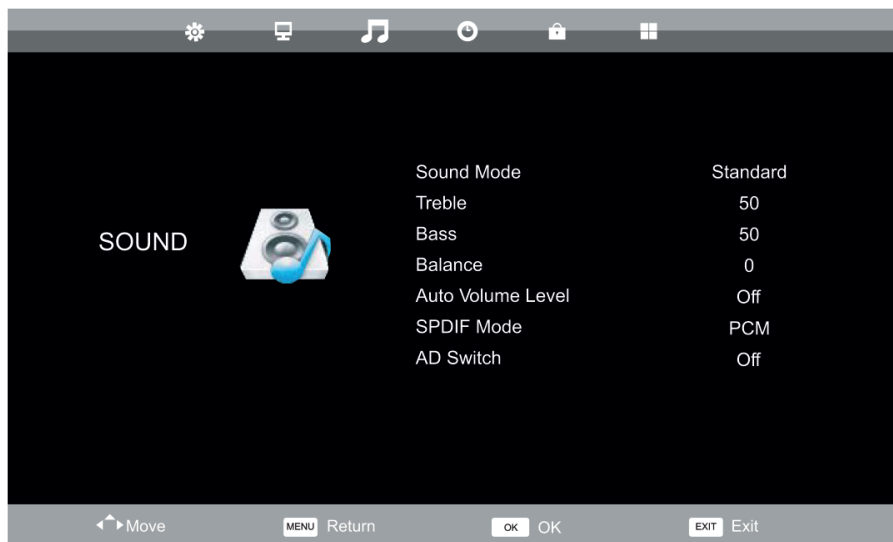 SOUND
Sound Mode Standard
Treble 50
Bass 50
Balance 0
Auto Volume Level Off
SPDIF Mode PCM
AD Switch Off
Move MENU Return OK OK EXIT Exit